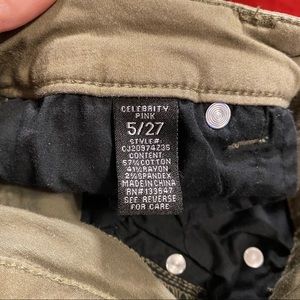 CELEBRITY
PINK
5/27
STYLE#:
CJ20974Z35
CONTENT:
57%COTTON
41%RAYON
2%SPANDEX
MADE IN CHINA
RN#133647
SEE REVERSE
FOR CARE